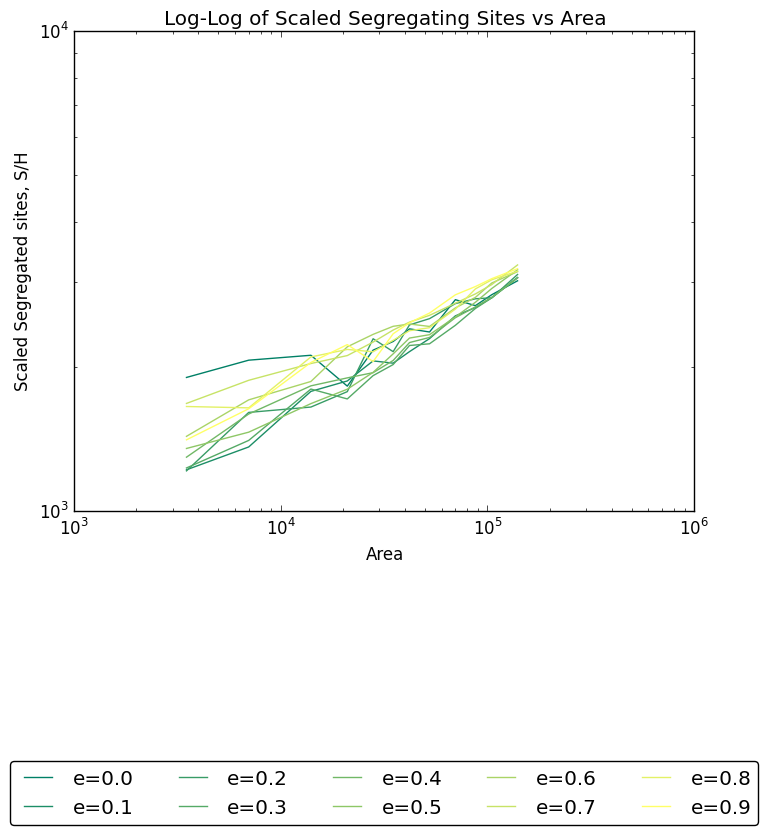 Log-Log of Scaled Segregating Sites vs Area
10^4
Scaled Segregated sites, S/H
10^3
10^3 10^4 10^5 10^6
Area
e=0.0 e=0.2 e=0.4 e=0.6 e=0.8
e=0.1 e=0.3 e=0.5 e=0.7 e=0.9